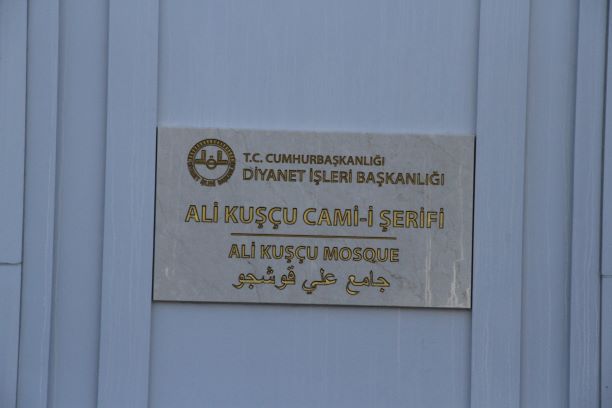 T.C. CUMHURBAŞKANLIĞI
DİYANET İŞLERİ BAŞKANLIĞI
ALİ KUŞÇU CAMİ-İ ŞERİFİ
ALİ KUŞÇU MOSQUE
جامع علي قوشجو